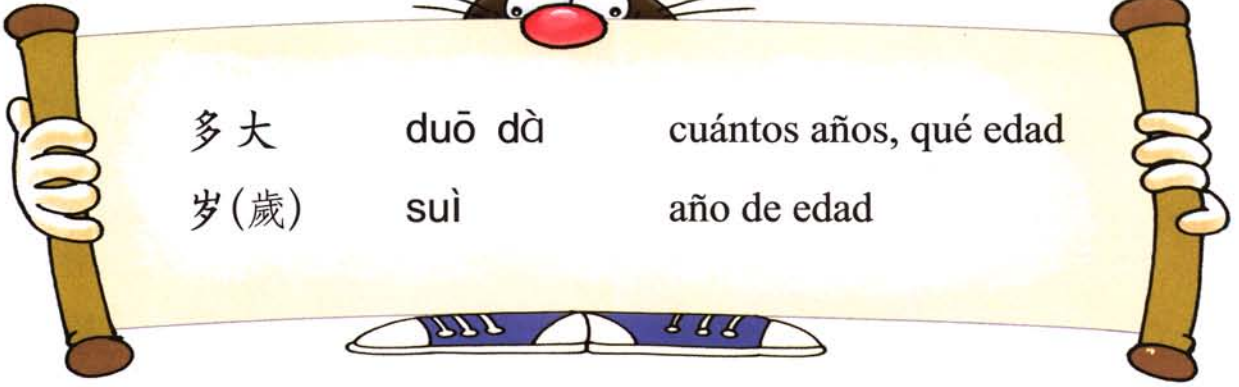 多大 duō dà cuántos años, qué edad
岁(歲) suì año de edad